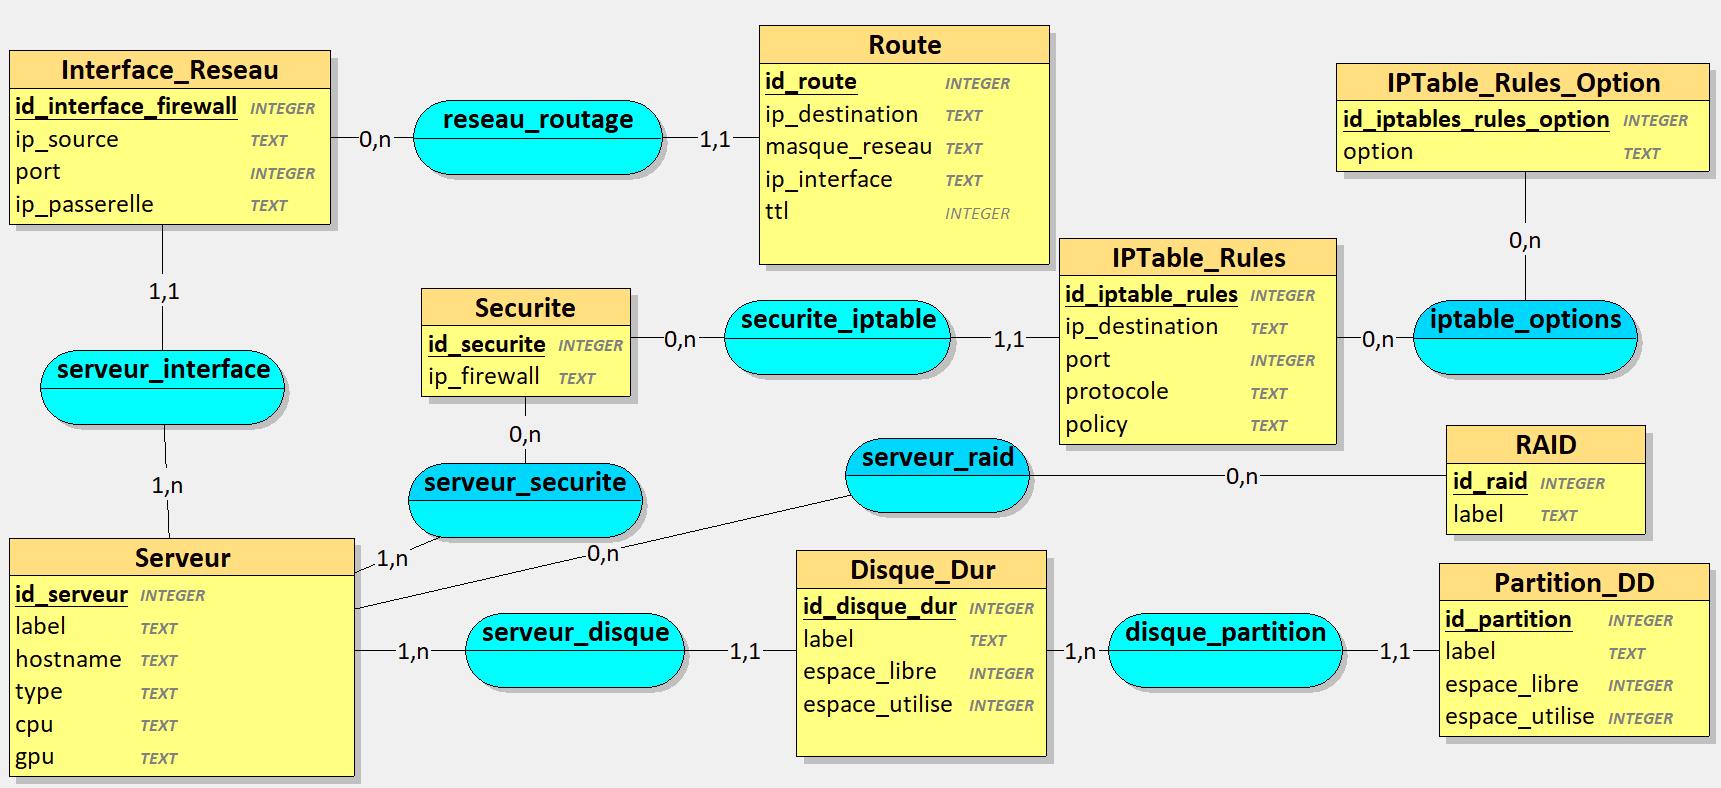 Interface_Reseau
id_interface_firewall INTEGER
ip_source TEXT
port INTEGER
ip_passerelle TEXT
0,n
reseau_routage
1,1
Route
id_route INTEGER
ip_destination TEXT
masque_reseau TEXT
ip_interface TEXT
ttl INTEGER
IPTable_Rules_Option
id_iptables_rules_option INTEGER
option TEXT
0,n
1,1
serveur_interface
1,n
Securite
id_securite INTEGER
ip_firewall TEXT
0,n
securite_iptable
1,1
IPTable_Rules
id_iptable_rules INTEGER
ip_destination TEXT
port INTEGER
protocole TEXT
policy TEXT
0,n
iptable_options
0,n
serveur_securite
1,n
serveur_raid
0,n
0,n
RAID
id_raid INTEGER
label TEXT
Serveur
id_serveur INTEGER
label TEXT
hostname TEXT
type TEXT
cpu TEXT
gpu TEXT
1,n
serveur_disque
1,1
Disque_Dur
id_disque_dur INTEGER
label TEXT
espace_libre INTEGER
espace_utilise INTEGER
1,n
disque_partition
1,1
Partition_DD
id_partition INTEGER
label TEXT
espace_libre INTEGER
espace_utilise INTEGER